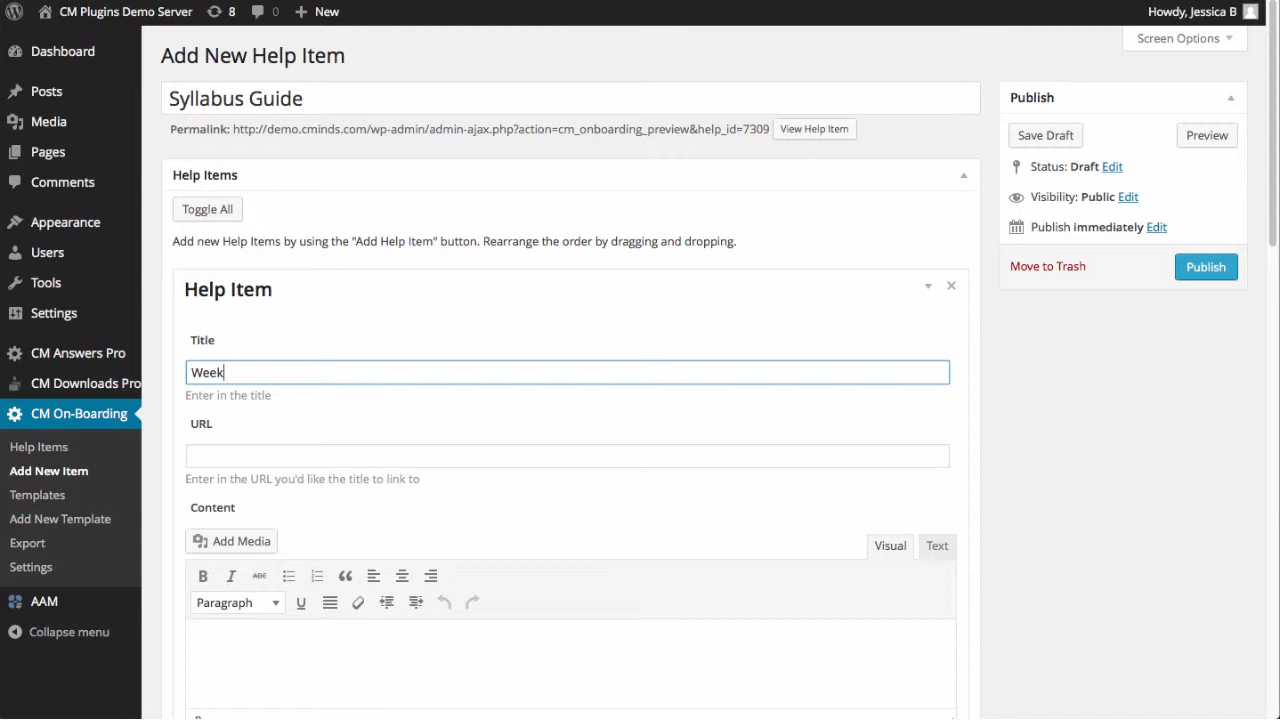 CM Plugins Demo Server 8 0 New Howdy, Jessica B
Dashboard
Posts
Media
Pages
Comments
Appearance
Users
Tools
Settings
CM Answers Pro
CM Downloads Pro
CM On-Boarding
Help Items
Add New Item
Templates
Add New Template
Export
Settings
AAM
Collapse menu
Screen Options
Add New Help Item
Syllabus Guide
Permalink: http://demo.cminds.com/wp-admin/admin-ajax.php?action=cm_onboarding_preview&help_id=7309 View Help Item
Help Items
Toggle All
Add new Help Items by using the "Add Help Item" button. Rearrange the order by dragging and dropping.
Help Item
Title
Week
Enter in the title
URL
Enter in the URL you'd like the title to link to
Content
Add Media
Visual Text
B I ABC
Paragraph U
Publish
Save Draft Preview
Status: Draft Edit
Visibility: Public Edit
Publish immediately Edit
Move to Trash Publish